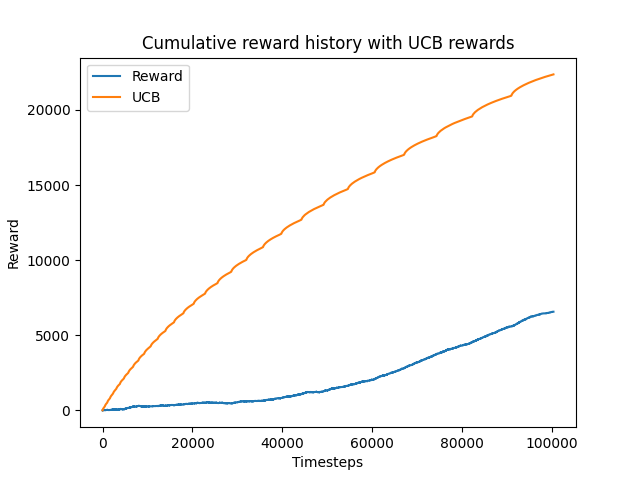 Cumulative reward history with UCB rewards
Reward
UCB
20000
15000
10000
5000
0
Reward
0 20000 40000 60000 80000 100000
Timesteps